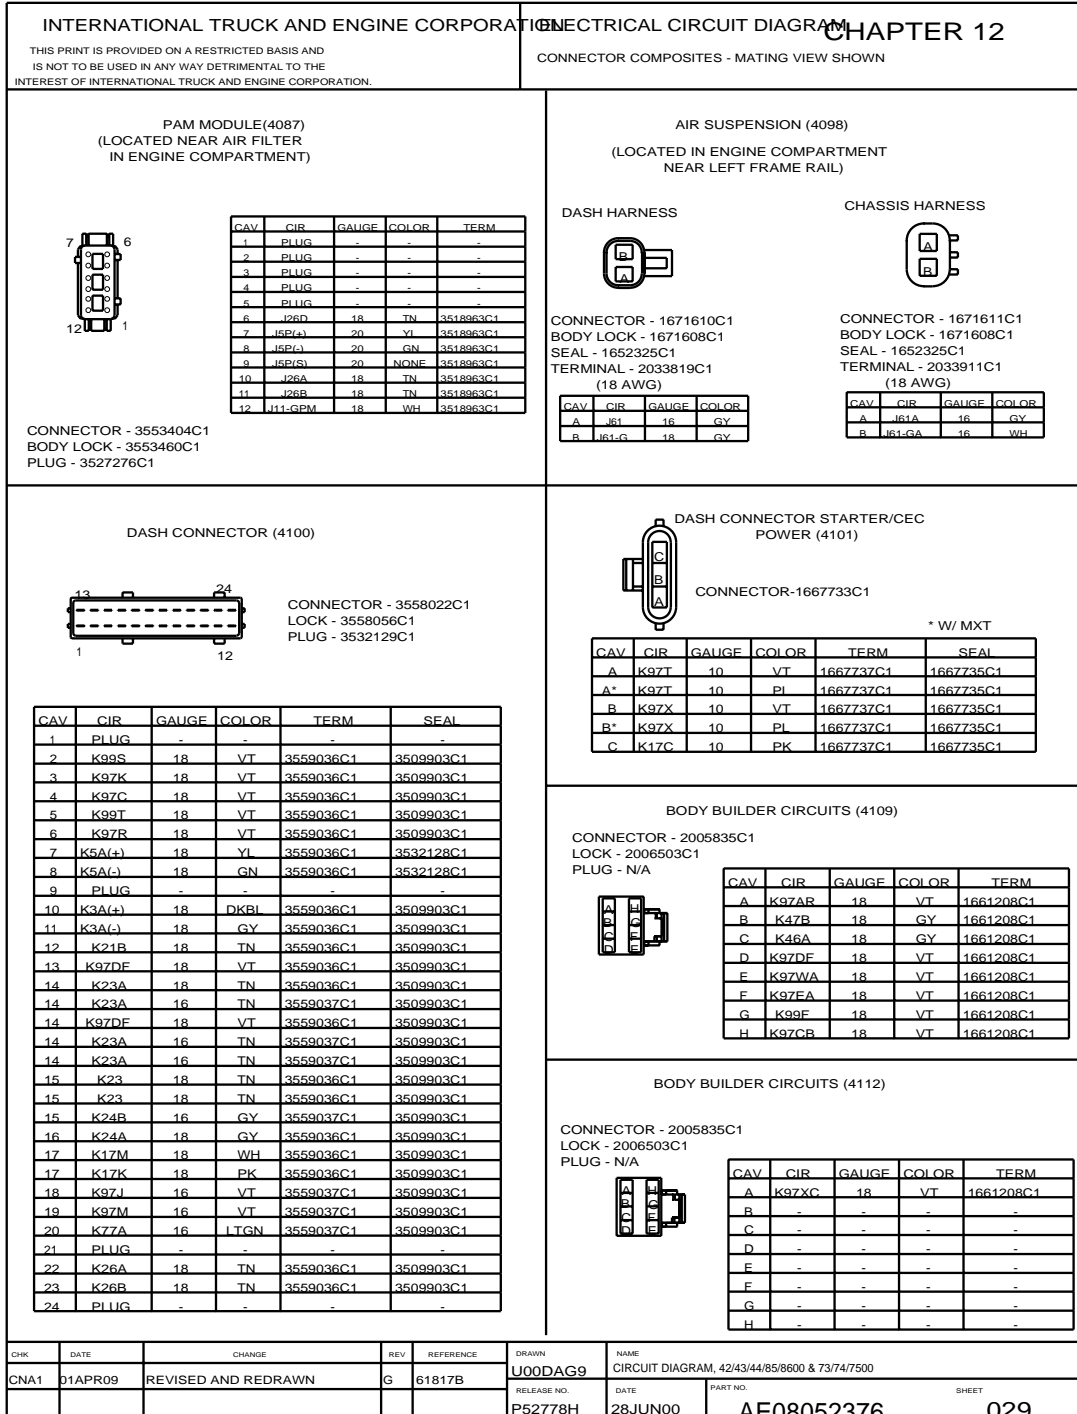 INTERNATIONAL TRUCK AND ENGINE CORPORATION
THIS PRINT IS PROVIDED ON A RESTRICTED BASIS AND
IS NOT TO BE USED IN ANY WAY DETRIMENTAL TO THE
INTEREST OF INTERNATIONAL TRUCK AND ENGINE CORPORATION.
ELECTRICAL CIRCUIT DIAGRAM
CHAPTER 12
CONNECTOR COMPOSITES - MATING VIEW SHOWN
PAM MODULE(4087)
(LOCATED NEAR AIR FILTER
IN ENGINE COMPARTMENT)
7 6
12 1
CAV CIR GAUGE COLOR TERM
1 PLUG - - -
2 PLUG - - -
3 PLUG - - -
4 PLUG - - -
5 PLUG - - -
6 J26D 18 TN 3518963C1
7 J5P(+) 20 YL 3518963C1
8 J5P(-) 20 GN 3518963C1
9 J5P(S) 20 NONE 3518963C1
10 J26A 18 TN 3518963C1
11 J26B 18 TN 3518963C1
12 J11-GPM 18 WH 3518963C1
CONNECTOR - 3553404C1
BODY LOCK - 3553460C1
PLUG - 3527276C1
AIR SUSPENSION (4098)
(LOCATED IN ENGINE COMPARTMENT
NEAR LEFT FRAME RAIL)
DASH HARNESS
B
A
CONNECTOR - 1671610C1
BODY LOCK - 1671608C1
SEAL - 1652325C1
TERMINAL - 2033819C1
(18 AWG)
CAV CIR GAUGE COLOR
A J61 16 GY
B J61-G 18 GY
CHASSIS HARNESS
A
B
CONNECTOR - 1671611C1
BODY LOCK - 1671608C1
SEAL - 1652325C1
TERMINAL - 2033911C1
(18 AWG)
CAV CIR GAUGE COLOR
A J61A 16 GY
B J61-GA 16 WH
DASH CONNECTOR (4100)
13 24
1 12
CONNECTOR - 3558022C1
LOCK - 3558056C1
PLUG - 3532129C1
CAV CIR GAUGE COLOR TERM SEAL
1 PLUG - - - -
2 K99S 18 VT 3559036C1 3509903C1
3 K97K 18 VT 3559036C1 3509903C1
4 K97C 18 VT 3559036C1 3509903C1
5 K99T 18 VT 3559036C1 3509903C1
6 K97R 18 VT 3559036C1 3509903C1
7 K5A(+) 18 YL 3559036C1 3532128C1
8 K5A(-) 18 GN 3559036C1 3532128C1
9 PLUG - - - -
10 K3A(+) 18 DKBL 3559036C1 3509903C1
11 K3A(-) 18 GY 3559036C1 3509903C1
12 K21B 18 TN 3559036C1 3509903C1
13 K97DF 18 VT 3559036C1 3509903C1
14 K23A 18 TN 3559036C1 3509903C1
14 K23A 16 TN 3559037C1 3509903C1
14 K97DF 18 VT 3559036C1 3509903C1
14 K23A 16 TN 3559037C1 3509903C1
14 K23A 16 TN 3559037C1 3509903C1
15 K23 18 TN 3559036C1 3509903C1
15 K23 18 TN 3559036C1 3509903C1
15 K24B 16 GY 3559037C1 3509903C1
16 K24A 18 GY 3559036C1 3509903C1
17 K17M 18 WH 3559036C1 3509903C1
17 K17K 18 PK 3559036C1 3509903C1
18 K97J 16 VT 3559037C1 3509903C1
19 K97M 16 VT 3559037C1 3509903C1
20 K77A 16 LTGN 3559037C1 3509903C1
21 PLUG - - - -
22 K26A 18 TN 3559036C1 3509903C1
23 K26B 18 TN 3559036C1 3509903C1
24 PLUG - - - -
DASH CONNECTOR STARTER/CEC
POWER (4101)
C
B
A
CONNECTOR-1667733C1
* W/ MXT
CAV CIR GAUGE COLOR TERM SEAL
A K97T 10 VT 1667737C1 1667735C1
A* K97T 10 PL 1667737C1 1667735C1
B K97X 10 VT 1667737C1 1667735C1
B* K97X 10 PL 1667737C1 1667735C1
C K17C 10 PK 1667737C1 1667735C1
BODY BUILDER CIRCUITS (4109)
CONNECTOR - 2005835C1
LOCK - 2006503C1
PLUG - N/A
A H
B G
C F
D E
CAV CIR GAUGE COLOR TERM
A K97AR 18 VT 1661208C1
B K47B 18 GY 1661208C1
C K46A 18 GY 1661208C1
D K97DF 18 VT 1661208C1
E K97WA 18 VT 1661208C1
F K97EA 18 VT 1661208C1
G K99F 18 VT 1661208C1
H K97CB 18 VT 1661208C1
BODY BUILDER CIRCUITS (4112)
CONNECTOR - 2005835C1
LOCK - 2006503C1
PLUG - N/A
A H
B G
C F
D E
CAV CIR GAUGE COLOR TERM
A K97XC 18 VT 1661208C1
B - - - -
C - - - -
D - - - -
E - - - -
F - - - -
G - - - -
H - - - -
CHK DATE CHANGE REV REFERENCE
CNA1 01APR09 REVISED AND REDRAWN G 61817B
DRAWN
U00DAG9
NAME
CIRCUIT DIAGRAM, 42/43/44/85/8600 & 73/74/7500
RELEASE NO.
P52778H
DATE
28JUN00
PART NO.
AE08052376
SHEET
029